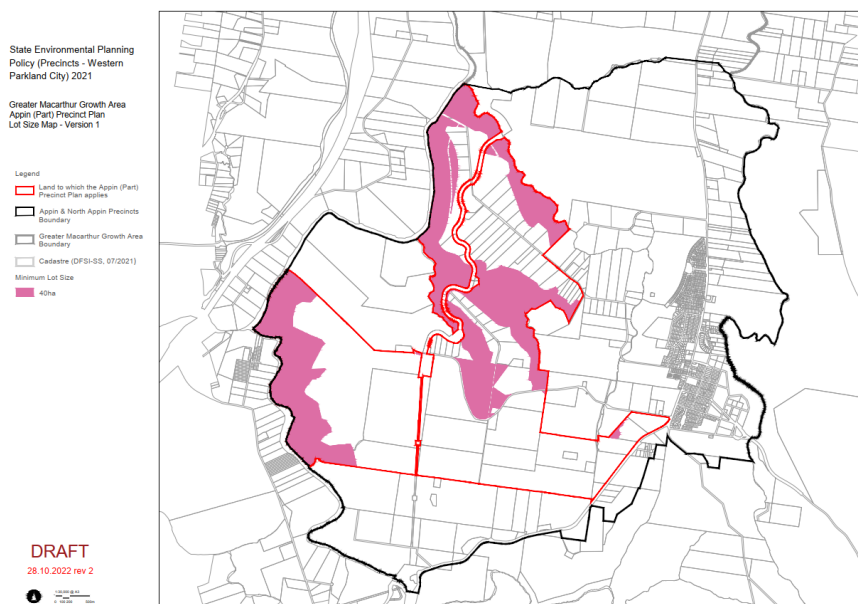 State Environmental Planning
Policy (Precincts - Western
Parkland City) 2021
Greater Macarthur Growth Area
Appin (Part) Precinct Plan
Lot Size Map - Version 1
Legend
Land to which the Appin (Part)
Precinct Plan applies
Appin & North Appin Precincts
Boundary
Greater Macarthur Growth Area
Boundary
Cadastre (DFSI-SS, 07/2021)
Minimum Lot Size
40ha
DRAFT
28.10.2022 rev 2